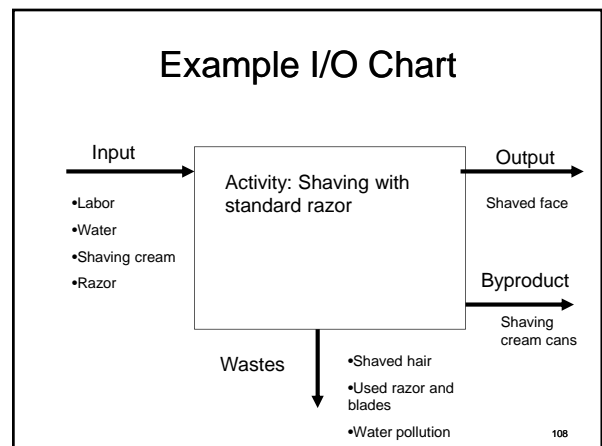 Example I/O Chart
Input
•Labor
•Water
•Shaving cream
•Razor
Activity: Shaving with
standard razor
Output
Shaved face
Byproduct
Shaving
cream cans
Wastes
•Shaved hair
•Used razor and
blades
•Water pollution
108